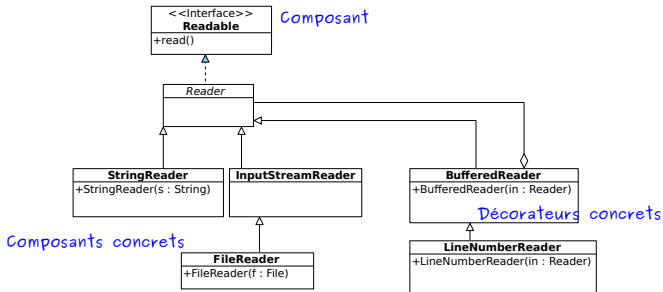 <<Interface>>
Readable
Composant
+read()
Reader
StringReader
+StringReader(s : String)
InputStreamReader
BufferedReader
+BufferedReader(in : Reader)
Décorateurs concrets
Composants concrets
FileReader
+FileReader(f : File)
LineNumberReader
+LineNumberReader(in : Reader)